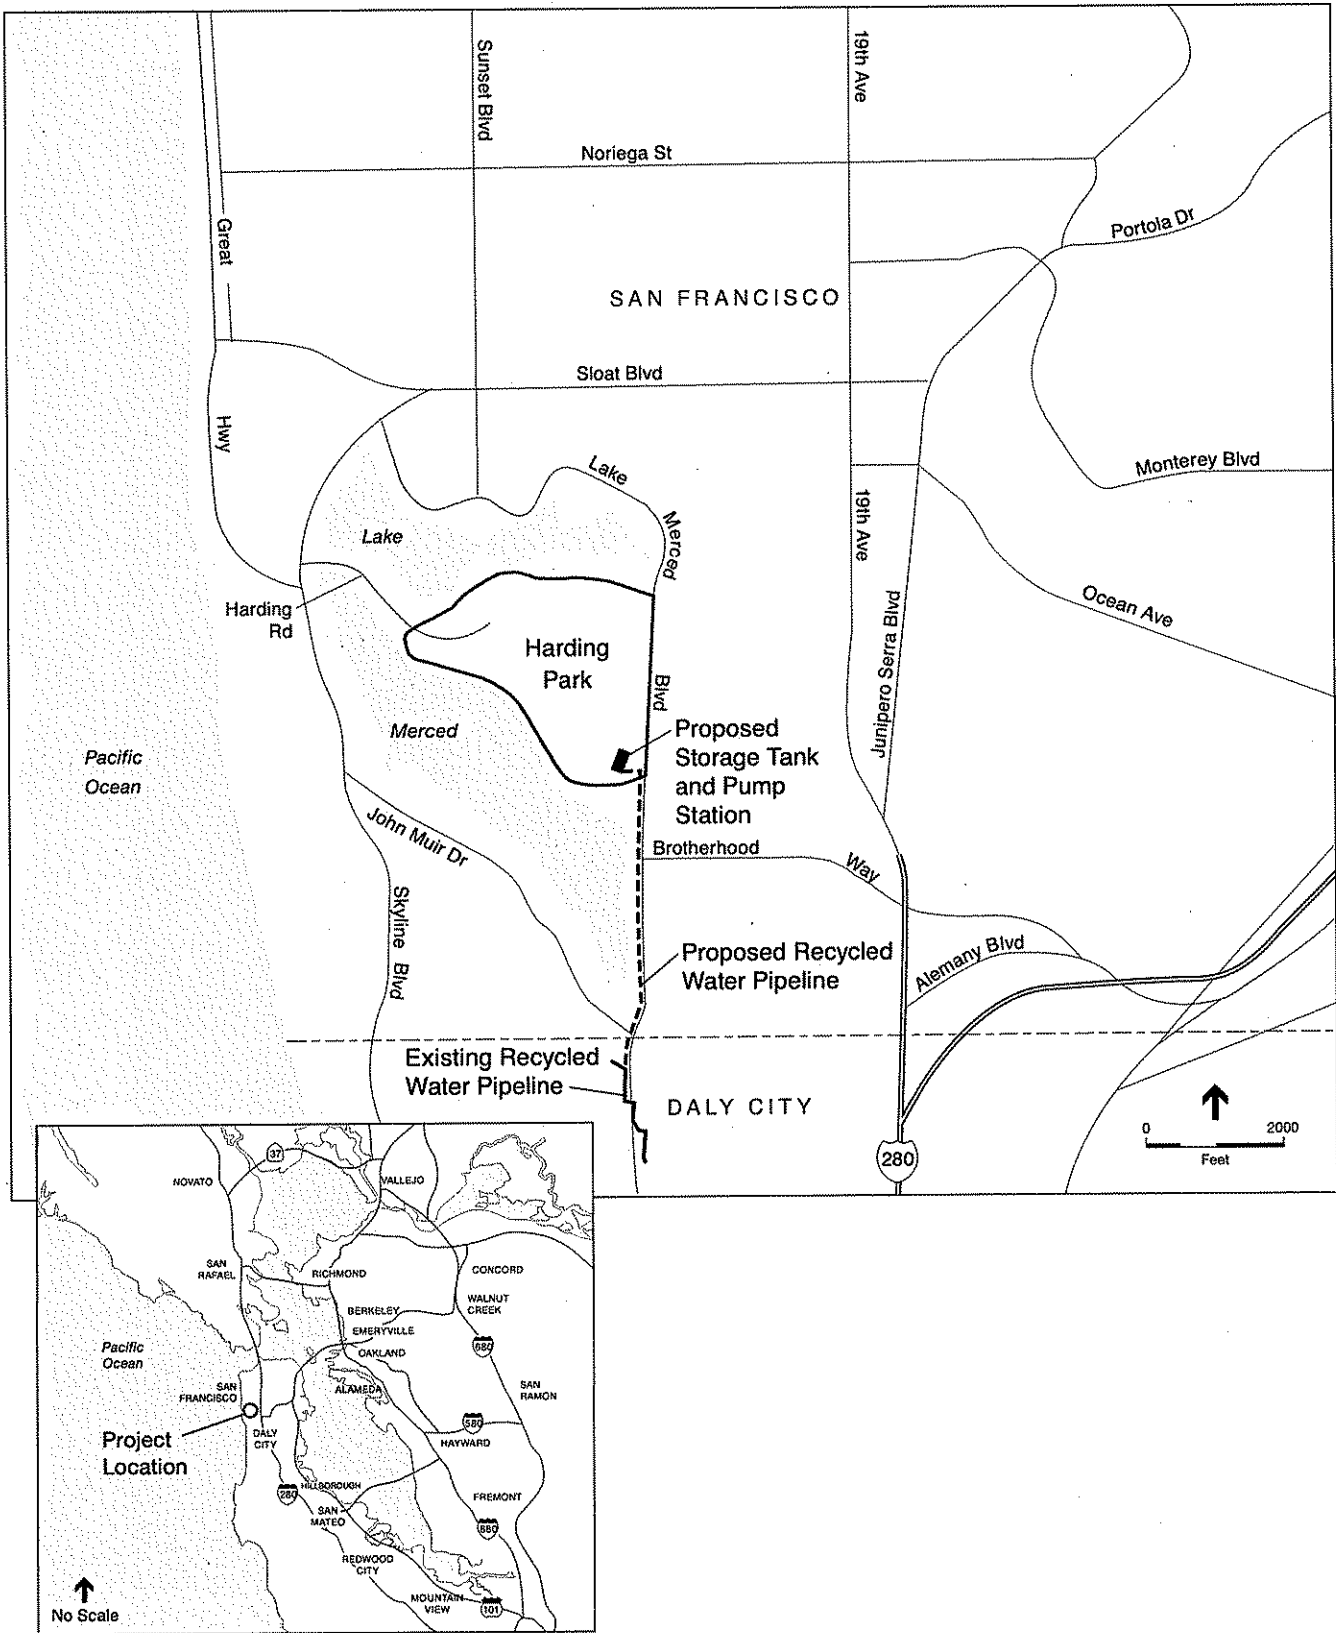 Sunset Blvd
19th Ave
Noriega St
Great
Portola Dr
SAN FRANCISCO
Sloat Blvd
Hwy
Monterey Blvd
Lake
Merced
19th Ave
Lake
Harding
Rd
Ocean Ave
Junipero Serra Blvd
Harding
Park
Blvd
Merced
Proposed
Storage Tank
and Pump
Station
Pacific
Ocean
John Muir Dr
Brotherhood
Way
Skyline Blvd
Alemany Blvd
Proposed Recycled
Water Pipeline
Existing Recycled
Water Pipeline
DALY CITY
0 2000
Feet
280
37
NOVATO
VALLEJO
SAN
RAFAEL
RICHMOND
CONCORD
WALNUT
CREEK
BERKELEY
EMERYVILLE
OAKLAND
680
Pacific
Ocean
SAN
FRANCISCO
ALAMEDA
SAN
RAMON
580
Project
Location
DALY
CITY
HAYWARD
280
HILLSBOROUGH
SAN
MATEO
FREMONT
880
REDWOOD
CITY
MOUNTAIN
VIEW
101
No Scale